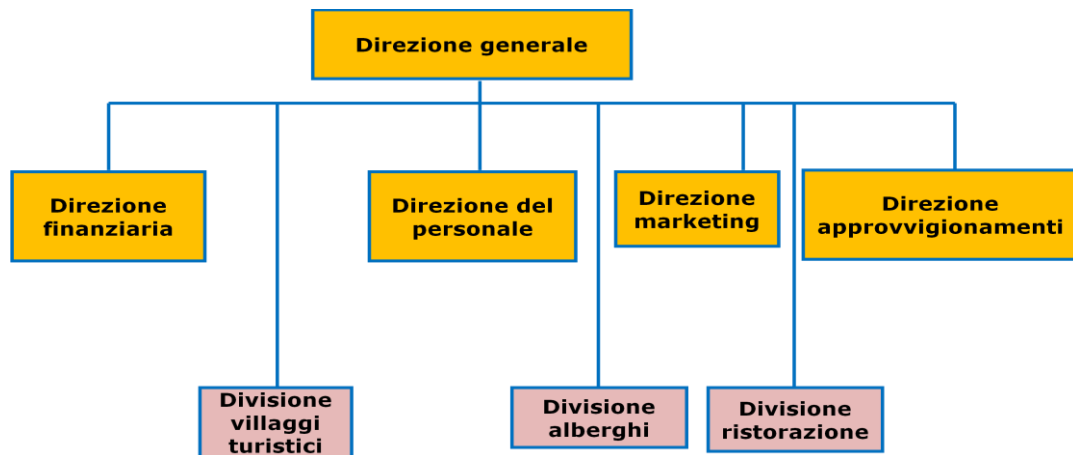 Direzione generale
Direzione
finanziaria
Direzione del
personale
Direzione
marketing
Direzione
approvvigionamenti
Divisione
villaggi
turistici
Divisione
alberghi
Divisione
ristorazione